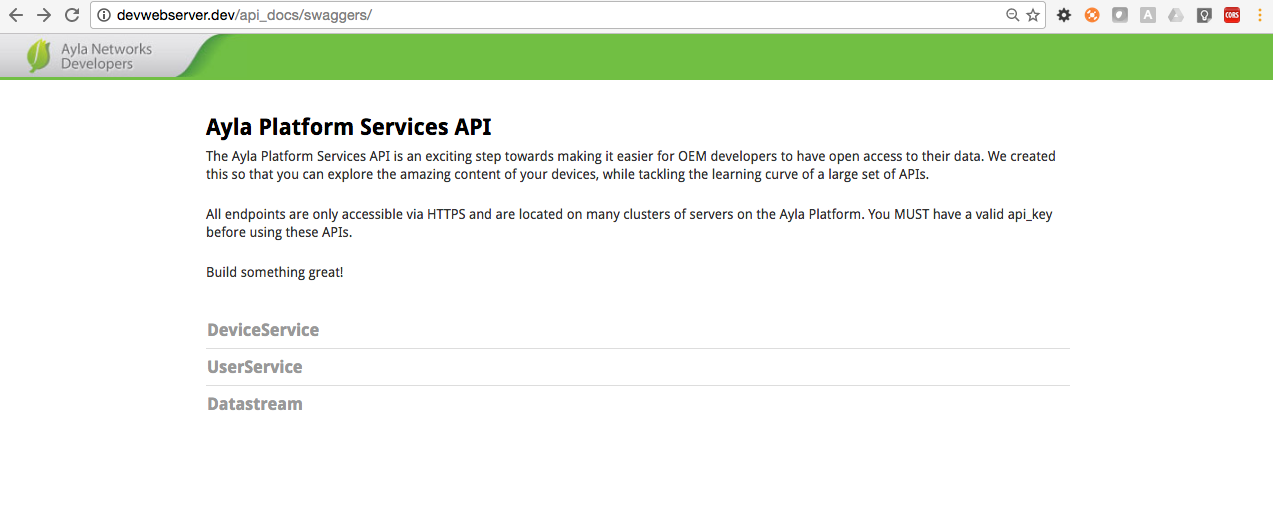 devwebserver.dev/api_docs/swaggers/
A
CORS
Ayla Networks
Developers
Ayla Platform Services API
The Ayla Platform Services API is an exciting step towards making it easier for OEM developers to have open access to their data. We created
this so that you can explore the amazing content of your devices, while tackling the learning curve of a large set of APIs.
All endpoints are only accessible via HTTPS and are located on many clusters of servers on the Ayla Platform. You MUST have a valid api_key
before using these APIs.
Build something great!
DeviceService
UserService
Datastream